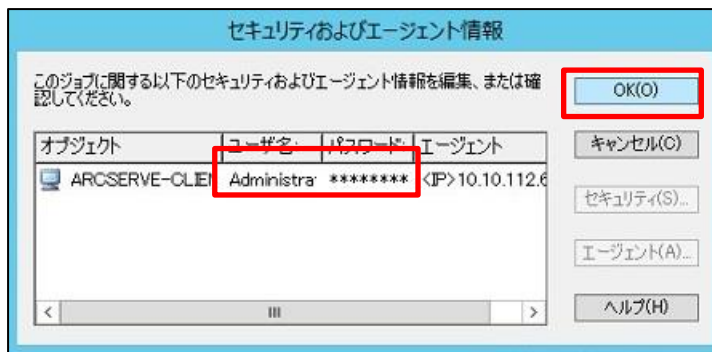 セキュリティおよびエージェント情報
このジョブに関する以下のセキュリティおよびエージェント情報を編集、または確
認してください。
OK(O)
キャンセル(C)
セキュリティ(S)...
エージェント(A)...
ヘルプ(H)
オブジェクト ユーザ名: パスワード: エージェント
ARCSERVE-CLIEN Administra ******** <IP>10.10.112.6